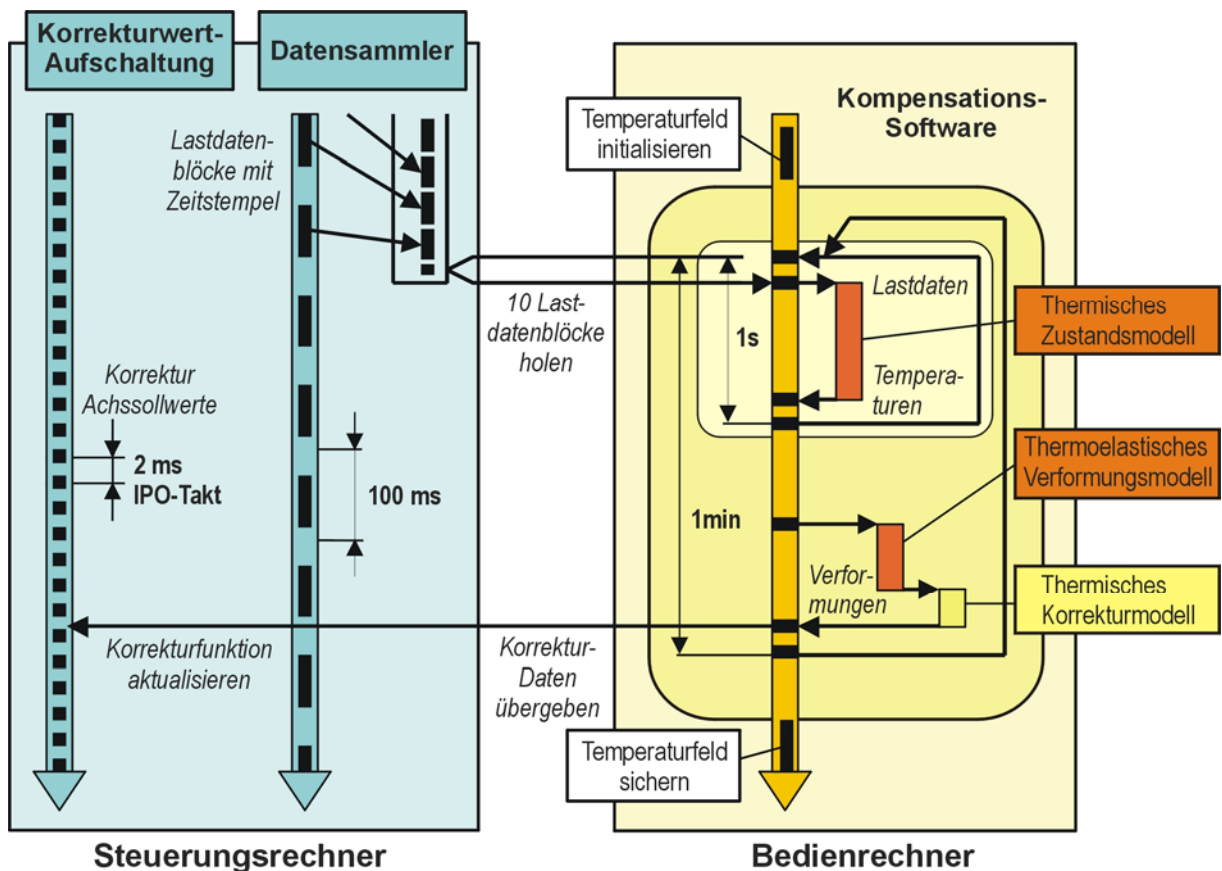 Korrekturwert-
Aufschaltung
Datensammler
Lastdaten-
blöcke mit
Zeitstempel
10 Last-
datenblöcke
holen
Korrektur
Achssollwerte
2 ms
IPO-Takt
100 ms
Korrekturfunktion
aktualisieren
Korrektur-
Daten
übergeben
Steuerungsrechner
Kompensations-
Software
Temperaturfeld
initialisieren
Lastdaten
1s
Tempera-
turen
Thermisches
Zustandsmodell
Thermoelastisches
Verformungsmodell
1min
Verfor-
mungen
Thermisches
Korrekturmodell
Temperaturfeld
sichern
Bedienrechner